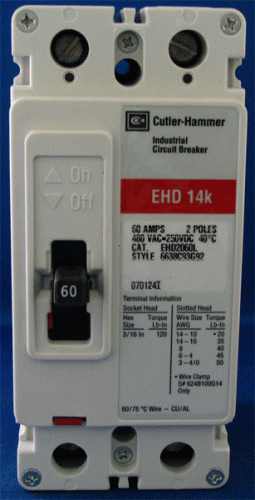 Cutler-Hammer
Industrial
Circuit Breaker
On
Off
EHD 14k
60 AMPS 2 POLES
480 VAC•250VDC 40°C
CAT. EHD2060L
STYLE 6638C93G92
070124I
60
Terminal Information
Socket Head Slotted Head
Hex Size Torque Lb-In Wire Size AWG Torque Lb-In
3/16 In 120 14-10 •20
14-10 35
8 40
6-4 45
3-4/0 50
• Wire Clamp
S# 624B100G14
Only
60/75 °C Wire – CU/AL